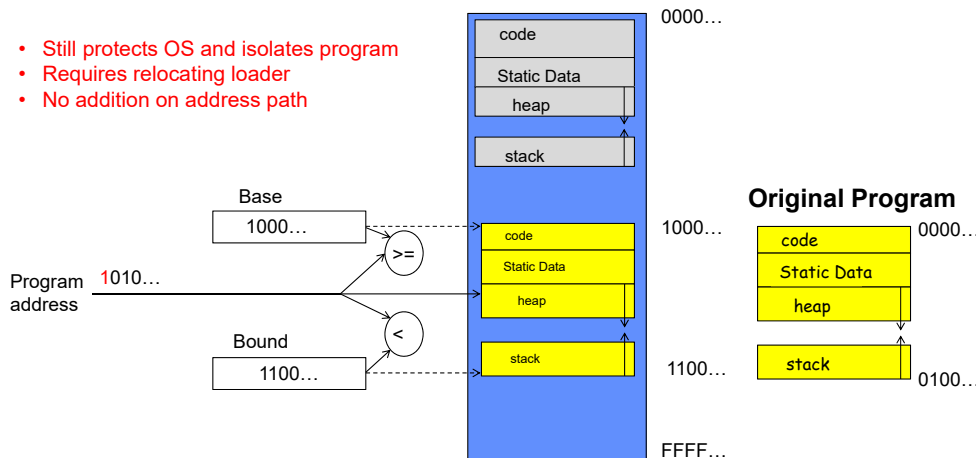 • Still protects OS and isolates program
• Requires relocating loader
• No addition on address path
0000…
code
Static Data
heap
stack
Base
1000…
>=
Program
address
1010…
<
Bound
1100…
1000…
code
Static Data
heap
stack
1100…
FFFF…
Original Program
0000…
code
Static Data
heap
stack
0100…